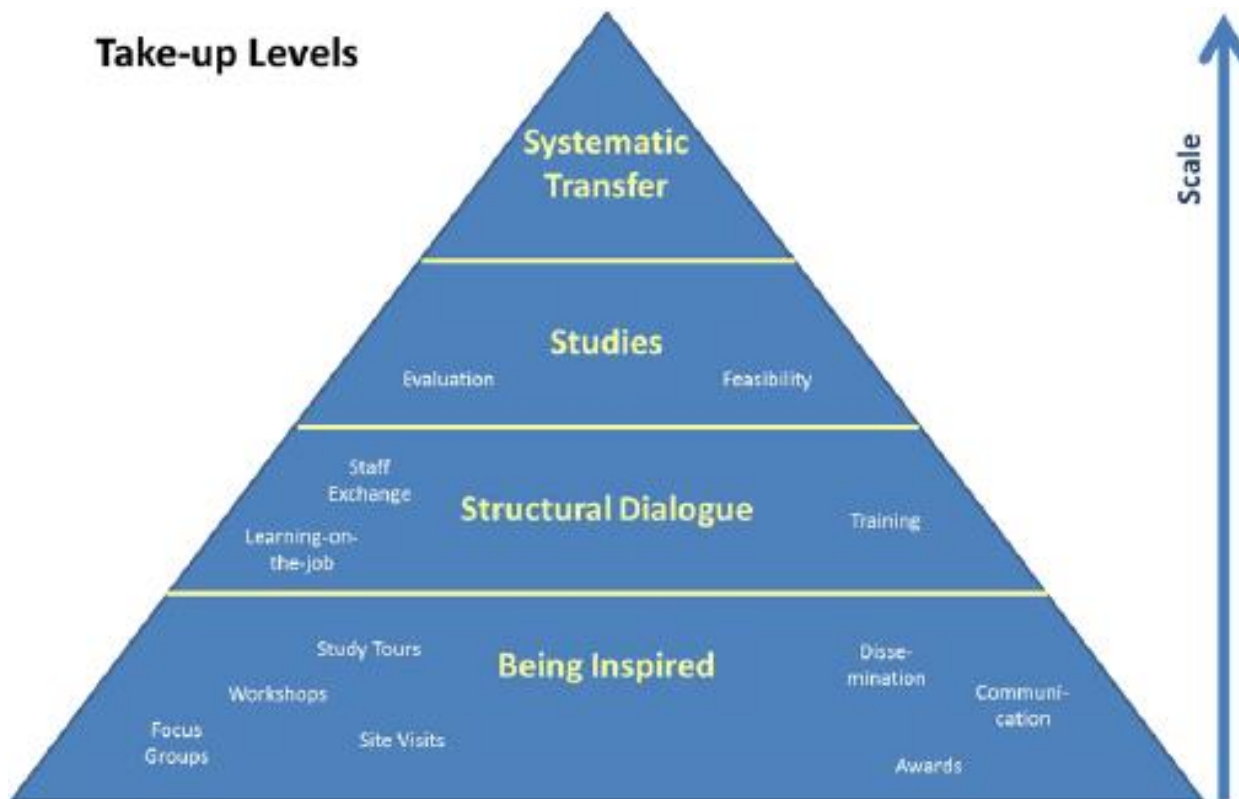 Take-up Levels
Systematic
Transfer
Scale
Studies
Evaluation
Feasibility
Staff
Exchange
Structural Dialogue
Training
Learning-on-
the-job
Study Tours
Being Inspired
Disse-
mination
Workshops
Communi-
cation
Focus
Groups
Site Visits
Awards